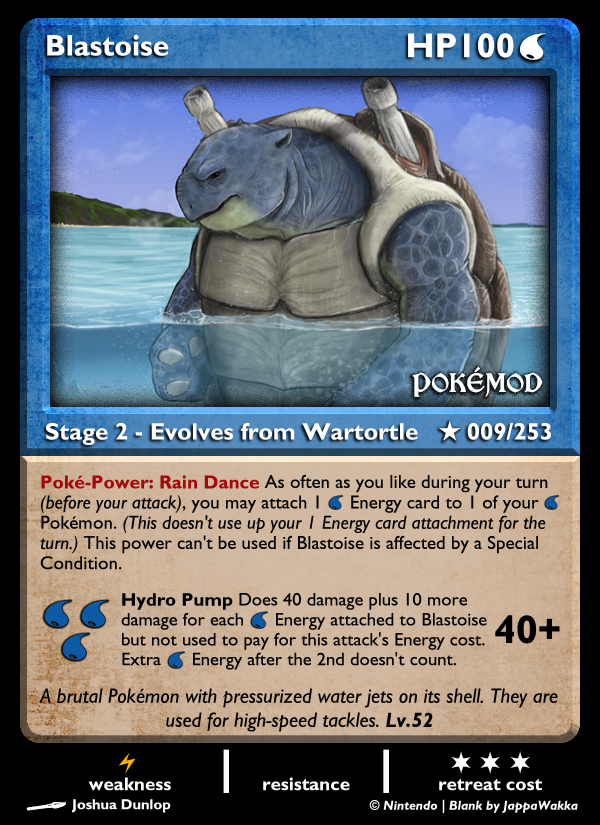 Blastoise HP100
POKÉMOD
Stage 2 - Evolves from Wartortle ★ 009/253
Poké-Power: Rain Dance As often as you like during your turn
(before your attack), you may attach 1 Energy card to 1 of your
Pokémon. (This doesn't use up your 1 Energy card attachment for the
turn.) This power can't be used if Blastoise is affected by a Special
Condition.
Hydro Pump Does 40 damage plus 10 more
damage for each Energy attached to Blastoise
but not used to pay for this attack's Energy cost.
Extra Energy after the 2nd doesn't count.
40+
A brutal Pokémon with pressurized water jets on its shell. They are
used for high-speed tackles. Lv.52
weakness resistance retreat cost
Joshua Dunlop © Nintendo | Blank by JappaWakka